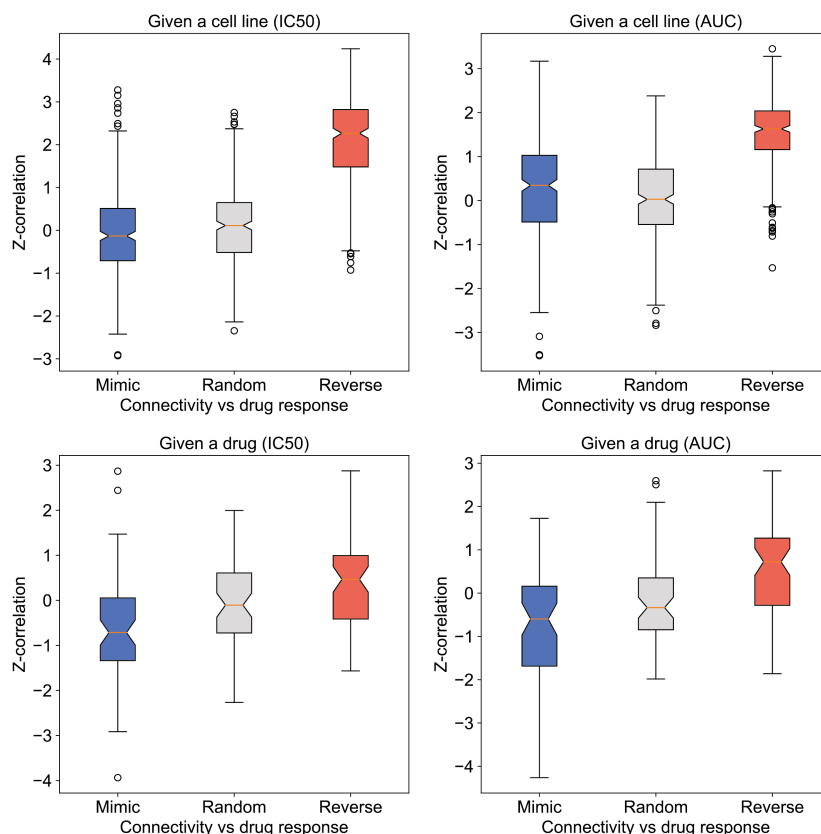 Given a cell line (IC50)
4
3
2
1
0
−1
−2
−3
Z-correlation
Mimic Random Reverse
Connectivity vs drug response
Given a cell line (AUC)
3
2
1
0
−1
−2
−3
Z-correlation
Mimic Random Reverse
Connectivity vs drug response
Given a drug (IC50)
3
2
1
0
−1
−2
−3
−4
Z-correlation
Mimic Random Reverse
Connectivity vs drug response
Given a drug (AUC)
3
2
1
0
−1
−2
−3
−4
Z-correlation
Mimic Random Reverse
Connectivity vs drug response